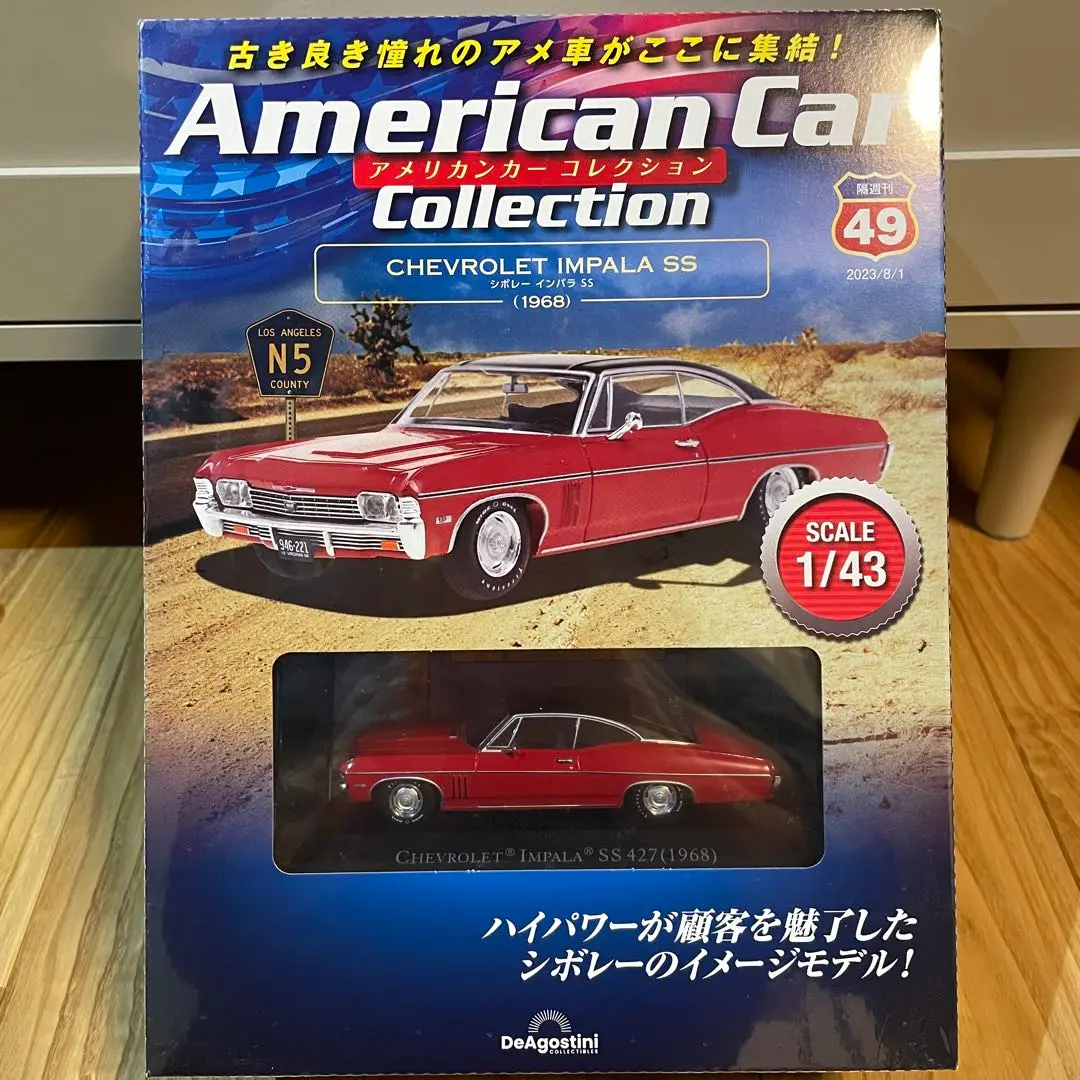 古き良き憧れのアメ車がここに集結！
American Car
アメリカンカー コレクション
Collection
隔週刊
49
2023/8/1
CHEVROLET IMPALA SS
シボレー インパラ SS
(1968)
LOS ANGELES
N5
COUNTY
946-221
SCALE
1/43
CHEVROLET® IMPALA® SS 427(1968)
ハイパワーが顧客を魅了した
シボレーのイメージモデル！
DeAgostini
COLLECTIBLES